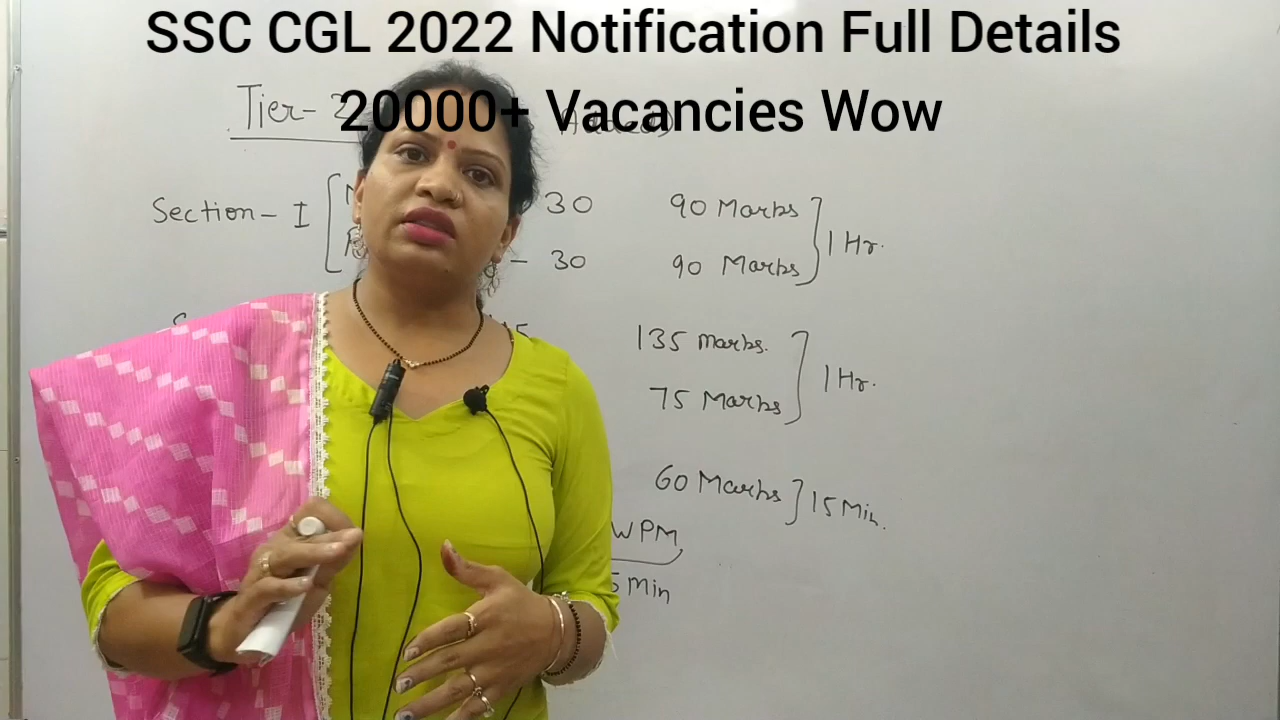 SSC CGL 2022 Notification Full Details
20000+ Vacancies Wow
Tier-
Section - I
30 90 Marks
1 Hr.
- 30 90 Marks
135 marks.
1 Hr.
75 Marks
60 Marks 15 Min.
WPM
5 Min